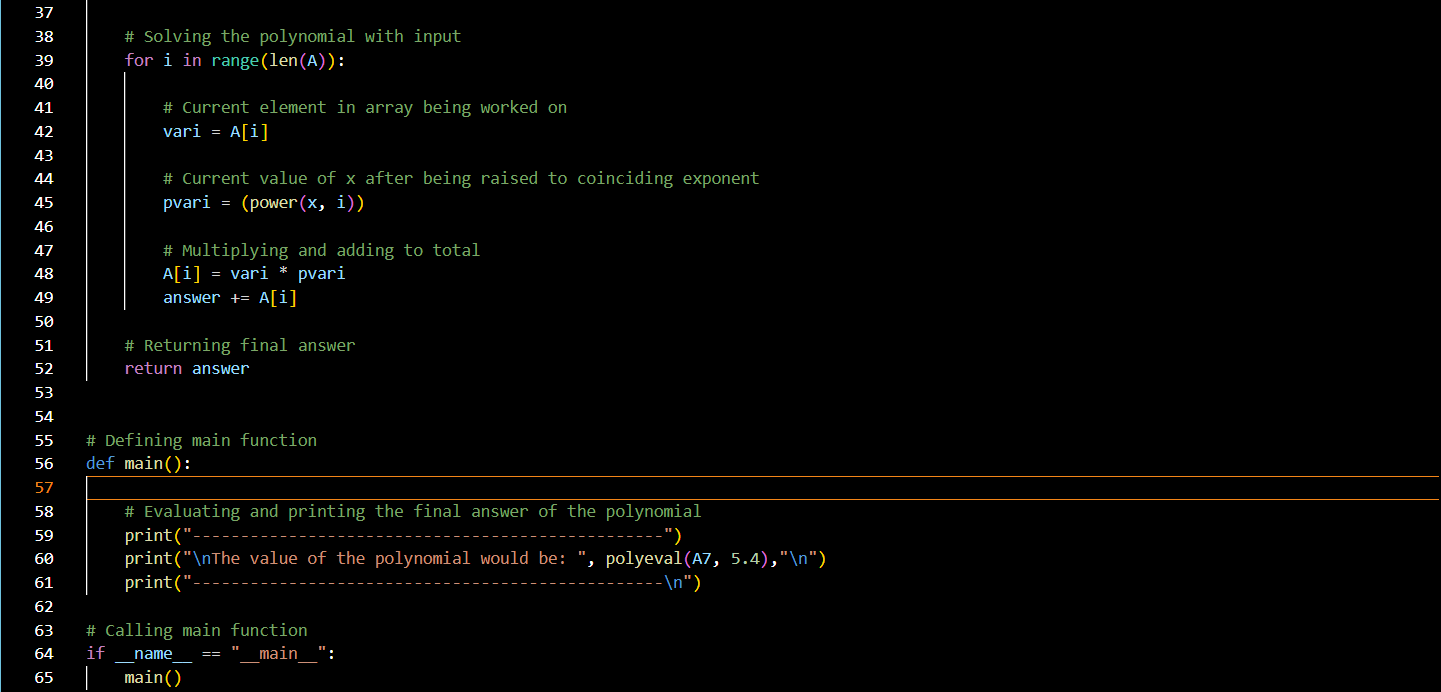 37
38 # Solving the polynomial with input
39 for i in range(len(A)):
40
41 # Current element in array being worked on
42 vari = A[i]
43
44 # Current value of x after being raised to coinciding exponent
45 pvari = (power(x, i))
46
47 # Multiplying and adding to total
48 A[i] = vari * pvari
49 answer += A[i]
50
51 # Returning final answer
52 return answer
53
54
55 # Defining main function
56 def main():
57
58 # Evaluating and printing the final answer of the polynomial
59 print("-------------------------------------------------")
60 print("\nThe value of the polynomial would be: ", polyeval(A7, 5.4),"\n")
61 print("-------------------------------------------------\n")
62
63 # Calling main function
64 if __name__ == "__main__":
65 main()